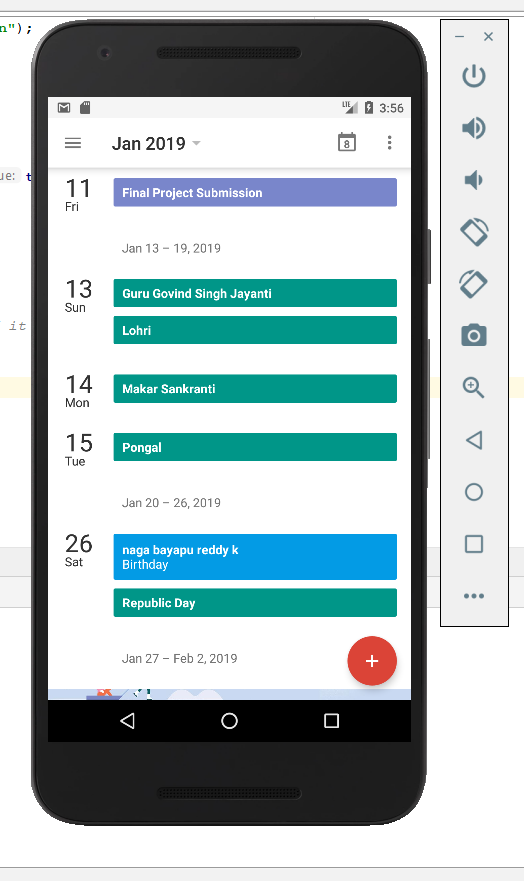 n");
LTE 3:56
Jan 2019
8
ue: t
11
Fri
Final Project Submission
Jan 13 – 19, 2019
13
Sun
Guru Govind Singh Jayanti
it
Lohri
14
Mon
Makar Sankranti
15
Tue
Pongal
Jan 20 – 26, 2019
26
Sat
naga bayapu reddy k
Birthday
Republic Day
Jan 27 – Feb 2, 2019